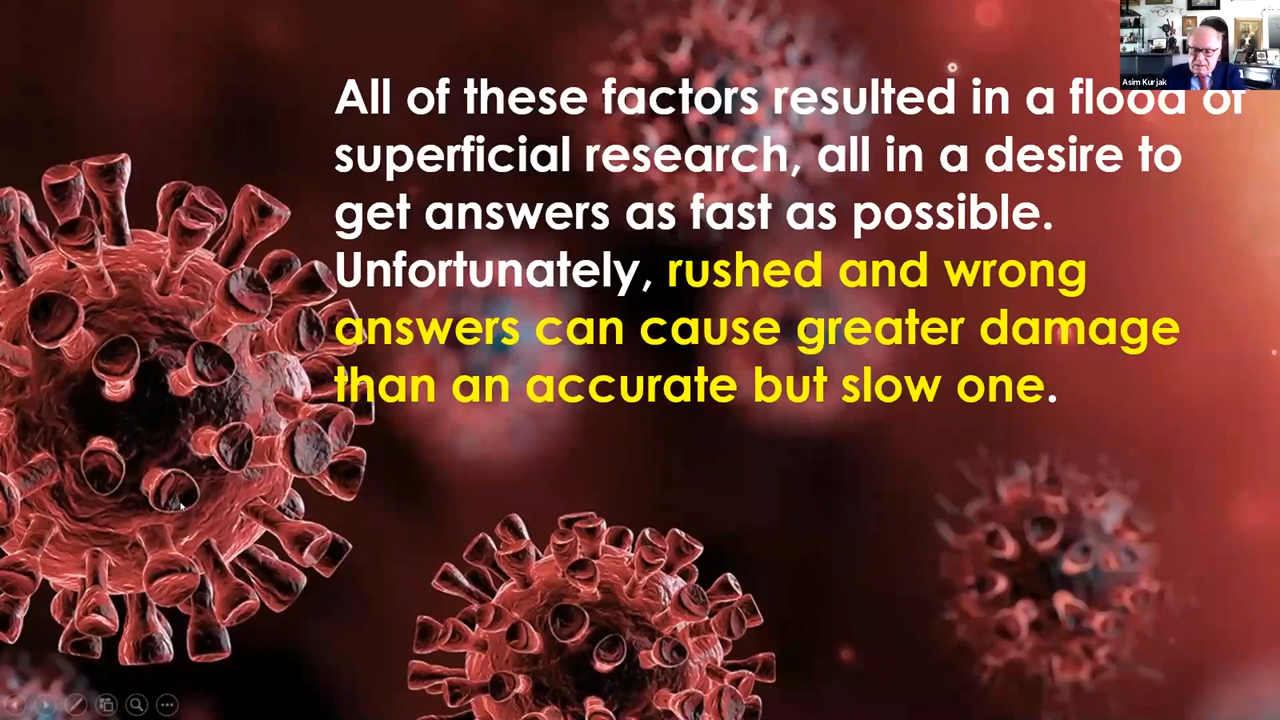 Asim Kurjak
All of these factors resulted in a flood of
superficial research, all in a desire to
get answers as fast as possible.
Unfortunately, rushed and wrong
answers can cause greater damage
than an accurate but slow one.